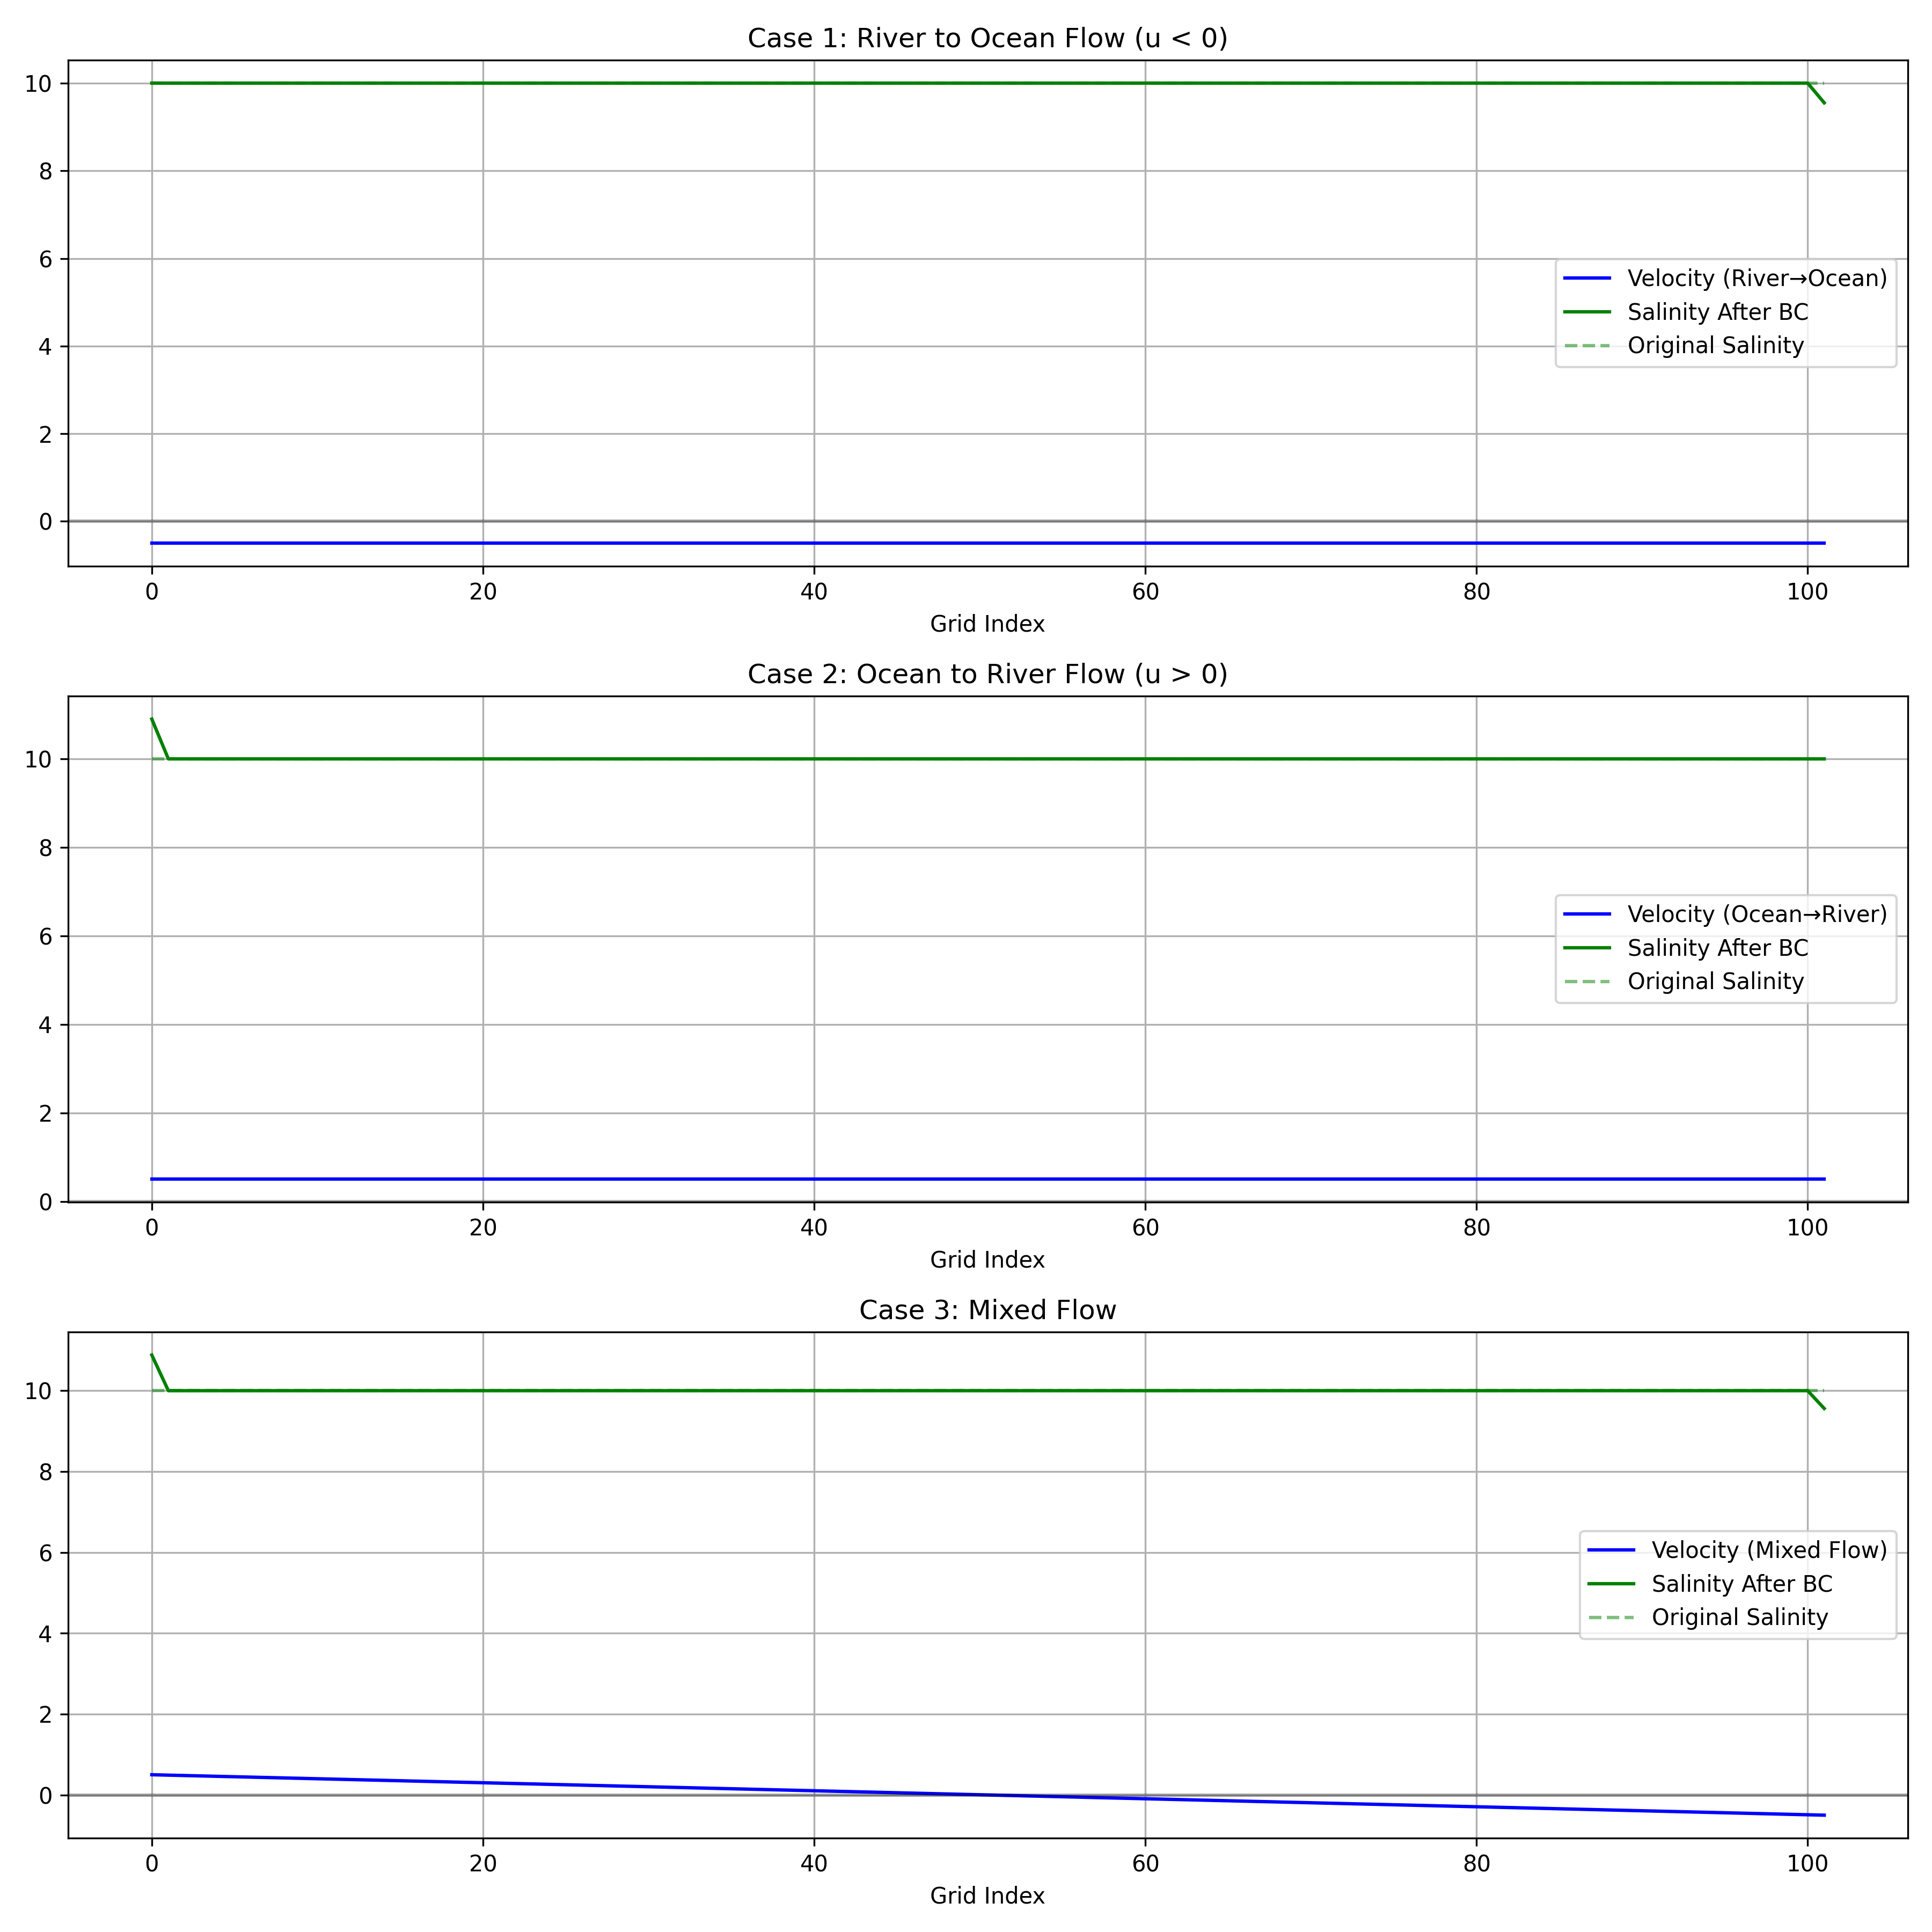 Case 1: River to Ocean Flow (u < 0)
10
8
6
4
2
0
Velocity (River→Ocean)
Salinity After BC
Original Salinity
0 20 40 60 80 100
Grid Index
Case 2: Ocean to River Flow (u > 0)
10
8
6
4
2
0
Velocity (Ocean→River)
Salinity After BC
Original Salinity
0 20 40 60 80 100
Grid Index
Case 3: Mixed Flow
10
8
6
4
2
0
Velocity (Mixed Flow)
Salinity After BC
Original Salinity
0 20 40 60 80 100
Grid Index